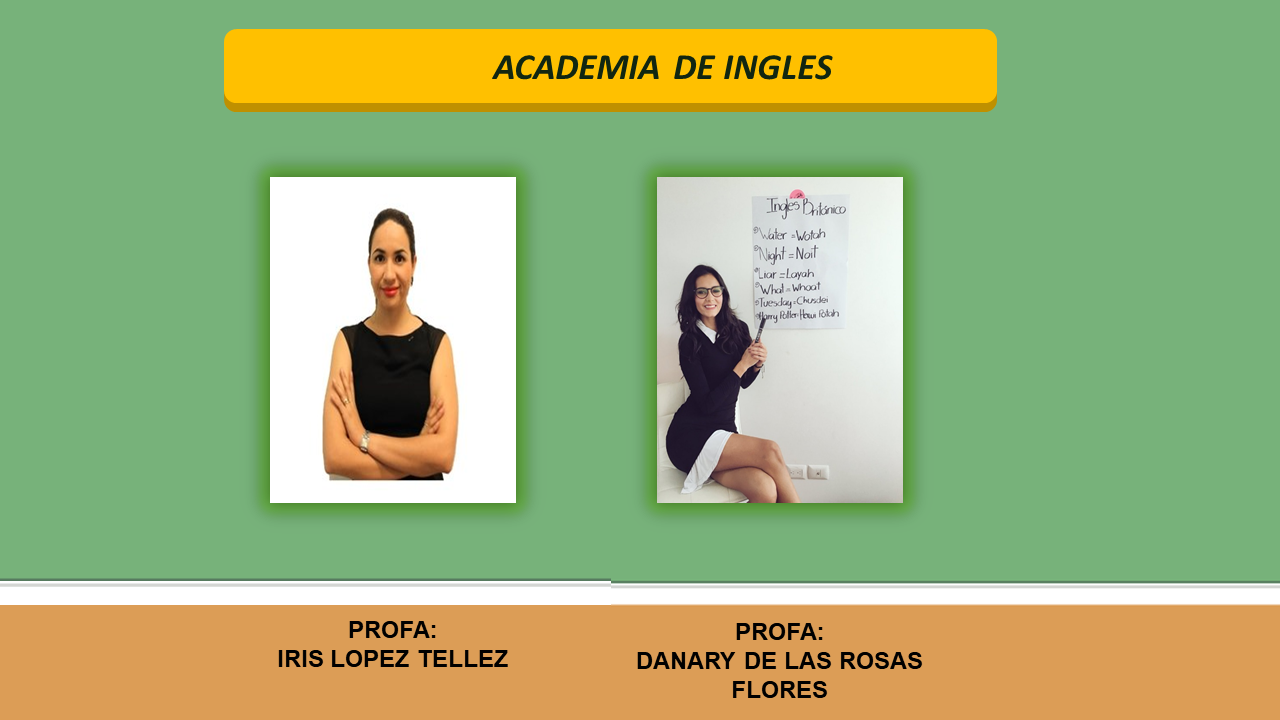 ACADEMIA DE INGLES
Ingles Británico
Water = Wotah
Night = Noit
Liar = Layah
What = Whoat
Tuesday = Chusdei
Harry Potter = Hawi Potah
PROFA:
IRIS LOPEZ TELLEZ
PROFA:
DANARY DE LAS ROSAS
FLORES